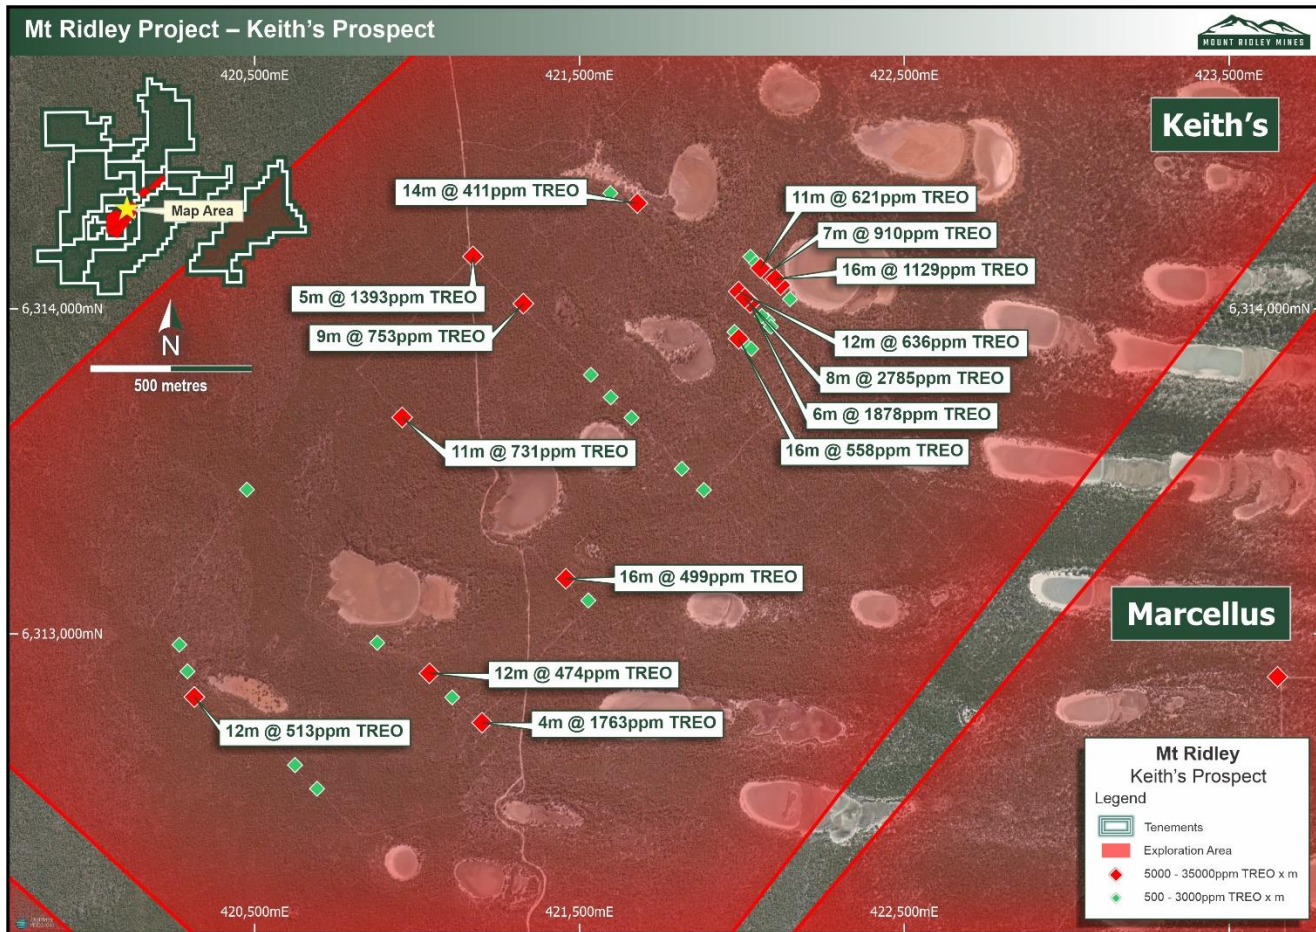 Mt Ridley Project – Keith's Prospect
MOUNT RIDLEY MINES
420,500mE
421,500mE
422,500mE
423,500mE
Keith's
Map Area
14m @ 411ppm TREO
11m @ 621ppm TREO
7m @ 910ppm TREO
16m @ 1129ppm TREO
5m @ 1393ppm TREO
6,314,000mN
6,314,000mN
9m @ 753ppm TREO
N
12m @ 636ppm TREO
500 metres
8m @ 2785ppm TREO
6m @ 1878ppm TREO
11m @ 731ppm TREO
16m @ 558ppm TREO
16m @ 499ppm TREO
Marcellus
6,313,000mN
12m @ 474ppm TREO
12m @ 513ppm TREO
4m @ 1763ppm TREO
Mt Ridley
Keith's Prospect
Legend
Tenements
Exploration Area
5000 - 35000ppm TREO x m
500 - 3000ppm TREO x m
420,500mE
421,500mE
422,500mE